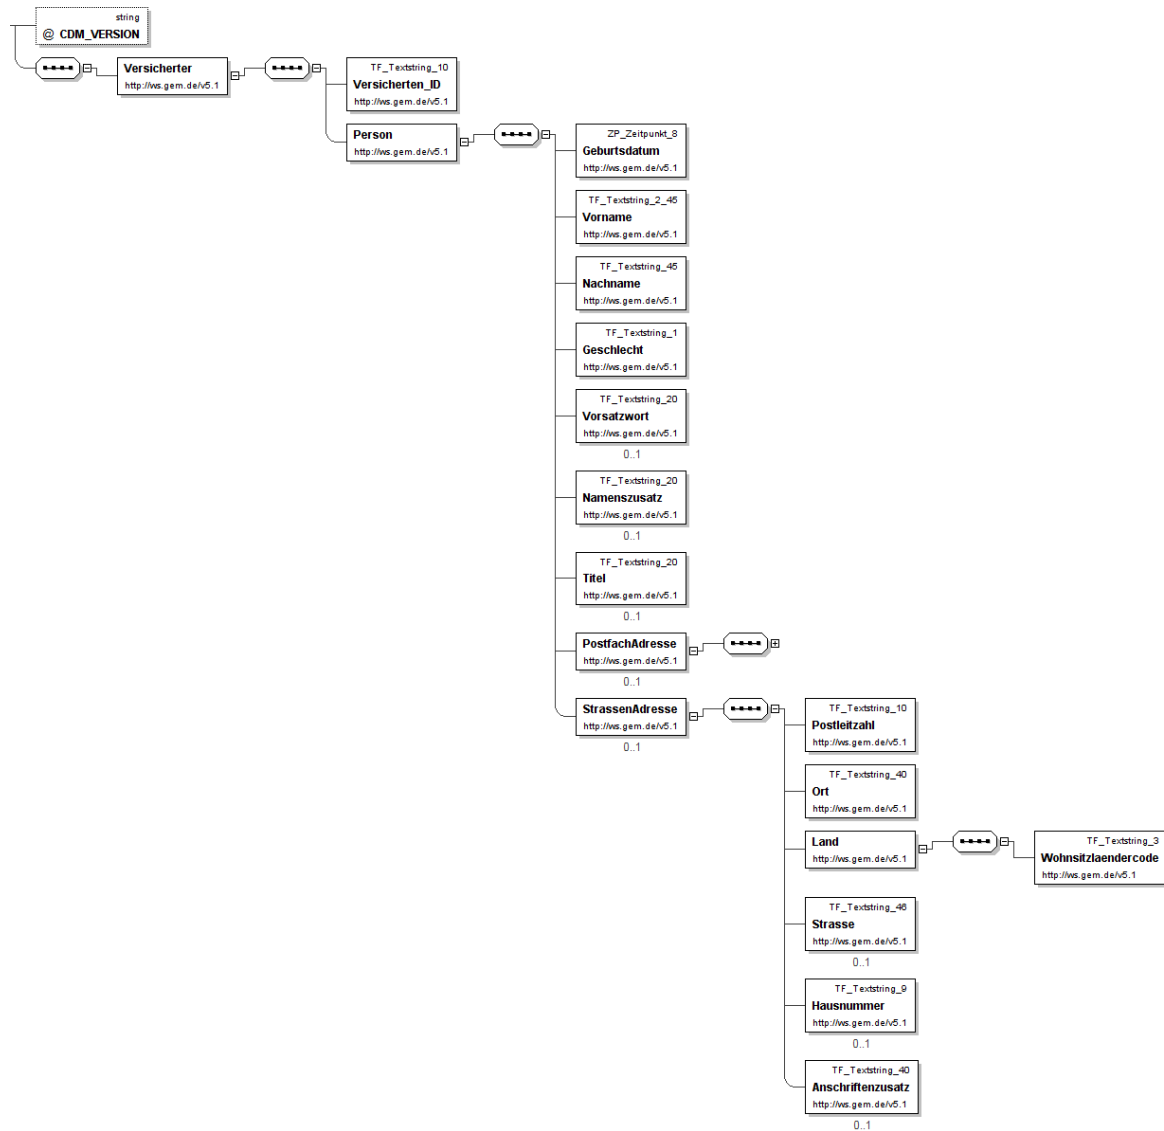 string
@ CDM_VERSION
Versicherter
http://ws.gem.de/v5.1
TF_Textstring_10
Versicherten_ID
http://ws.gem.de/v5.1
Person
http://ws.gem.de/v5.1
ZP_Zeitpunkt_8
Geburtsdatum
http://ws.gem.de/v5.1
TF_Textstring_2_45
Vorname
http://ws.gem.de/v5.1
TF_Textstring_45
Nachname
http://ws.gem.de/v5.1
TF_Textstring_1
Geschlecht
http://ws.gem.de/v5.1
TF_Textstring_20
Vorsatzwort
http://ws.gem.de/v5.1
0..1
TF_Textstring_20
Namenszusatz
http://ws.gem.de/v5.1
0..1
TF_Textstring_20
Titel
http://ws.gem.de/v5.1
0..1
PostfachAdresse
http://ws.gem.de/v5.1
0..1
StrassenAdresse
http://ws.gem.de/v5.1
0..1
TF_Textstring_10
Postleitzahl
http://ws.gem.de/v5.1
TF_Textstring_40
Ort
http://ws.gem.de/v5.1
Land
http://ws.gem.de/v5.1
TF_Textstring_3
Wohnsitzlaendercode
http://ws.gem.de/v5.1
TF_Textstring_46
Strasse
http://ws.gem.de/v5.1
0..1
TF_Textstring_9
Hausnummer
http://ws.gem.de/v5.1
0..1
TF_Textstring_40
Anschriftenzusatz
http://ws.gem.de/v5.1
0..1